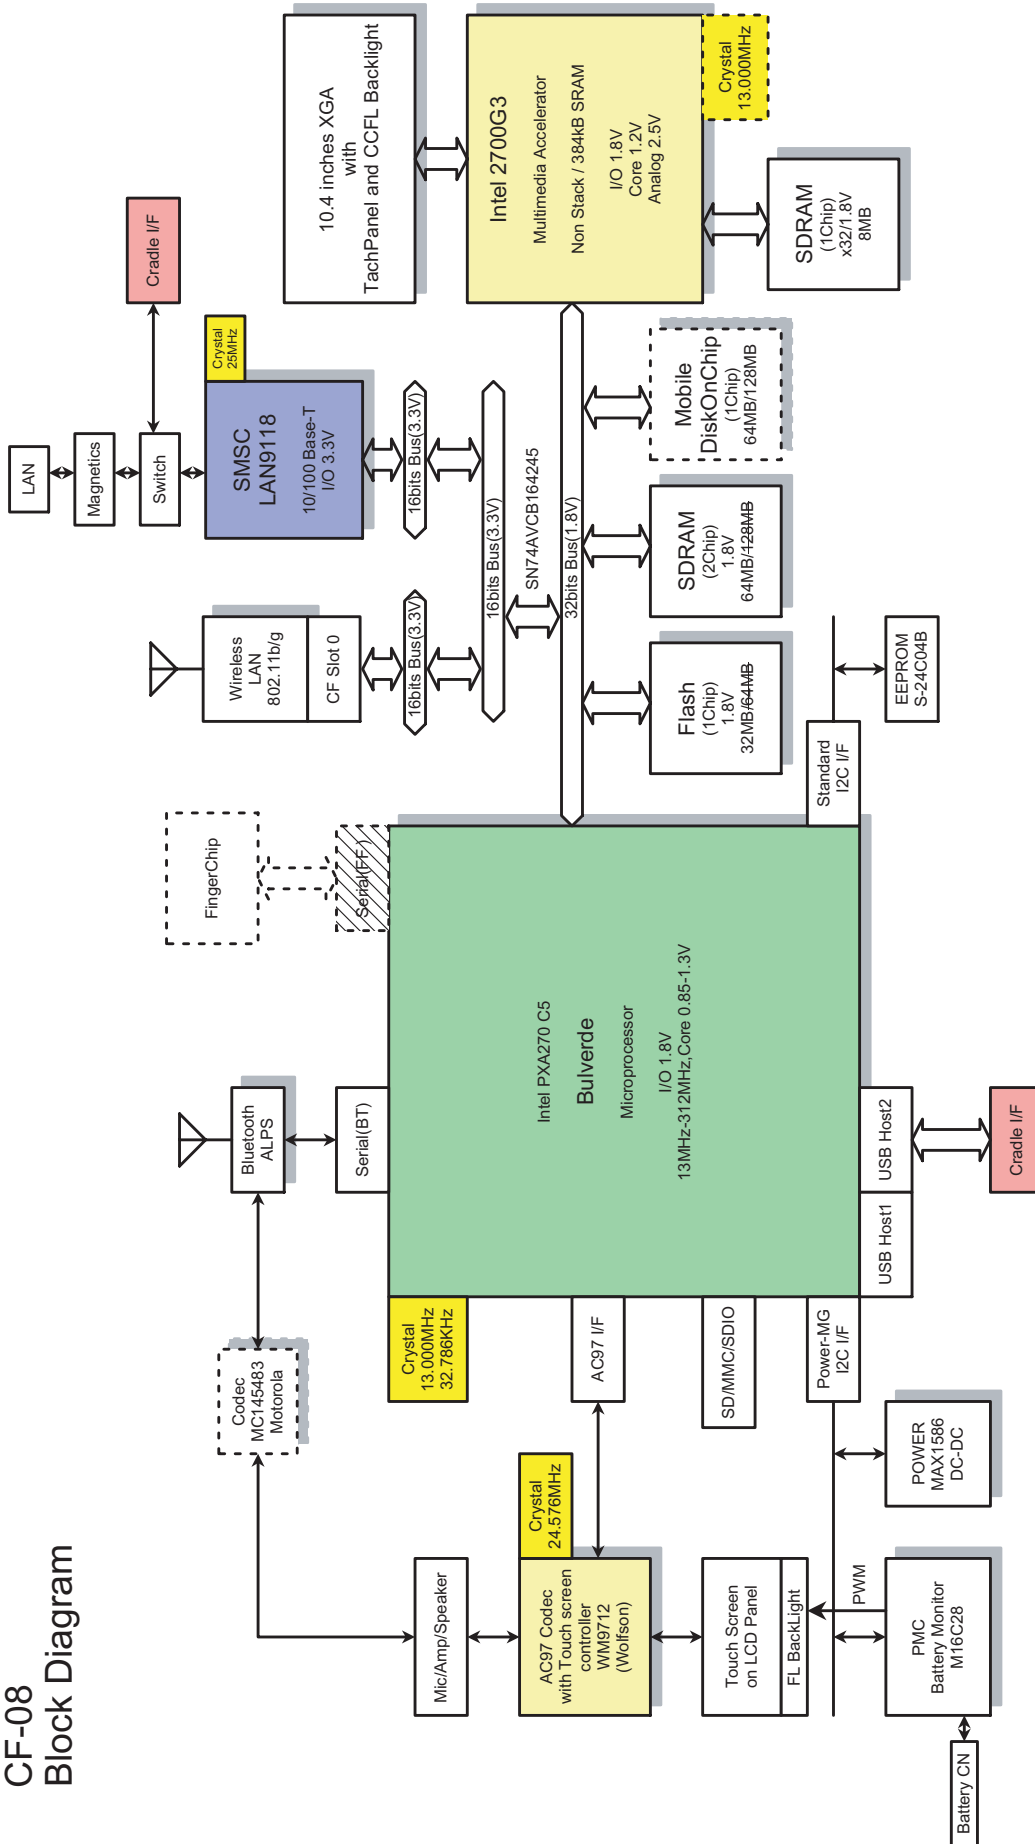 CF-08
Block Diagram
LAN
Magnetics
Switch
Cradle I/F
SMSC
LAN9118
10/100 Base-T
I/O 3.3V
Crystal
25MHz
10.4 inches XGA
with
TachPanel and CCFL Backlight
Intel 2700G3
Multimedia Accelerator
Non Stack / 384kB SRAM
I/O 1.8V
Core 1.2V
Analog 2.5V
Crystal
13.000MHz
SDRAM
(1Chip)
x32/1.8V
8MB
Wireless
LAN
802.11b/g
CF Slot 0
16bits Bus(3.3V)
16bits Bus(3.3V)
16bits Bus(3.3V)
SN74AVCB164245
32bits Bus(1.8V)
Mobile
DiskOnChip
(1Chip)
64MB/128MB
SDRAM
(2Chip)
1.8V
64MB/128MB
Flash
(1Chip)
1.8V
32MB/64MB
FingerChip
Serial(FF)
Bluetooth
ALPS
Serial(BT)
Codec
MC145483
Motorola
Crystal
13.000MHz
32.786KHz
Intel PXA270 C5
Bulverde
Microprocessor
I/O 1.8V
13MHz-312MHz,Core 0.85-1.3V
Standard
I2C I/F
EEPROM
S-24C04B
Mic/Amp/Speaker
Crystal
24.576MHz
AC97 Codec
with Touch screen
controller
WM9712
(Wolfson)
AC97 I/F
SD/MMC/SDIO
Power-MG
I2C I/F
USB Host1
USB Host2
Cradle I/F
Touch Screen
on LCD Panel
FL BackLight
PWM
POWER
MAX1586
DC-DC
PMC
Battery Monitor
M16C28
Battery CN